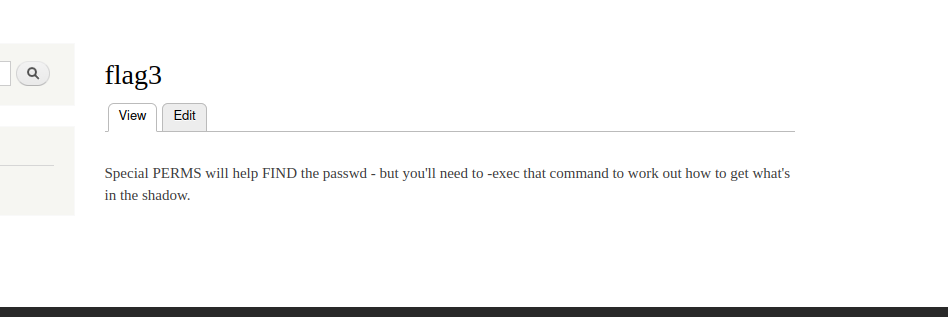 flag3
View Edit
Special PERMS will help FIND the passwd - but you'll need to -exec that command to work out how to get what's
in the shadow.